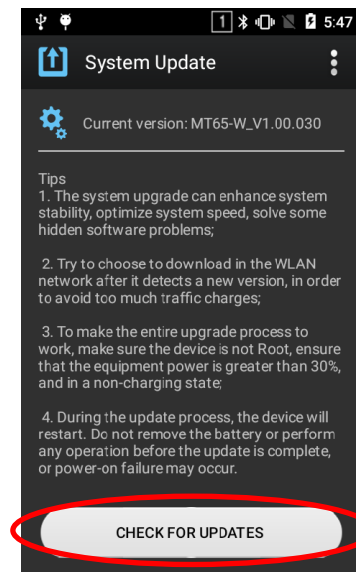 1 5:47
System Update
Current version: MT65-W_V1.00.030
Tips
1. The system upgrade can enhance system
stability, optimize system speed, solve some
hidden software problems;
2. Try to choose to download in the WLAN
network after it detects a new version, in order
to avoid too much traffic charges;
3. To make the entire upgrade process to
work, make sure the device is not Root, ensure
that the equipment power is greater than 30%,
and in a non-charging state;
4. During the update process, the device will
restart. Do not remove the battery or perform
any operation before the update is complete,
or power-on failure may occur.
CHECK FOR UPDATES